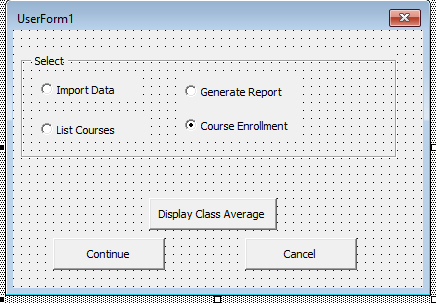 UserForm1
Select
Import Data
Generate Report
List Courses
Course Enrollment
Display Class Average
Continue
Cancel